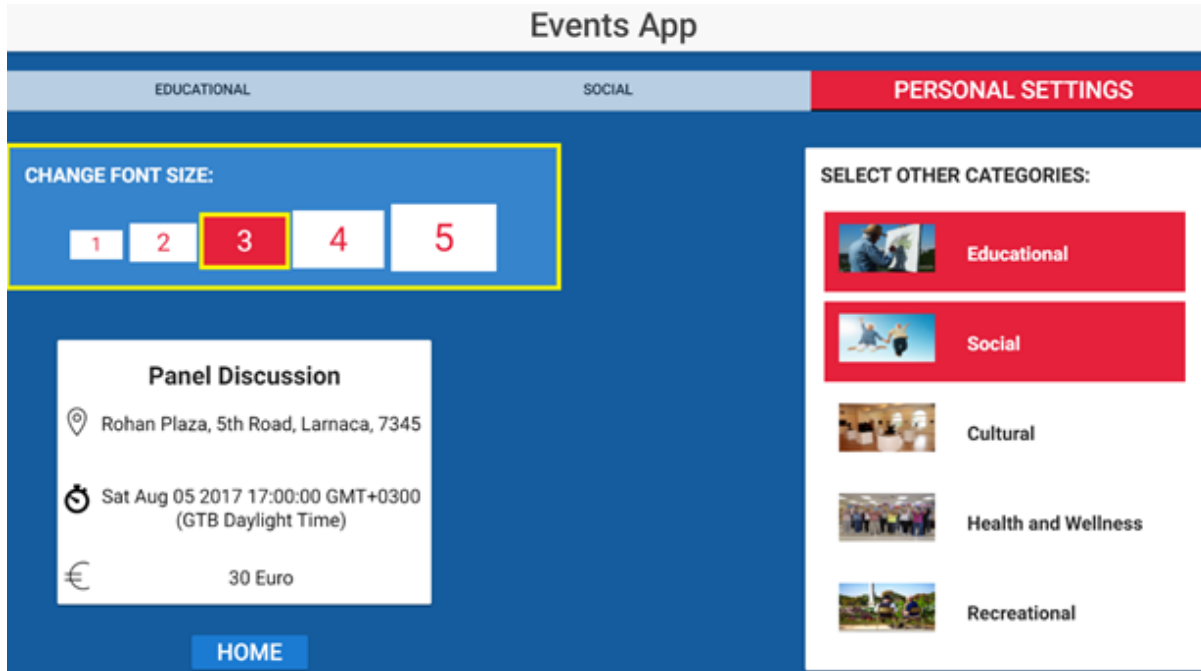 Events App
EDUCATIONAL
SOCIAL
PERSONAL SETTINGS
CHANGE FONT SIZE:
1
2
3
4
5
Panel Discussion
Rohan Plaza, 5th Road, Larnaca, 7345
Sat Aug 05 2017 17:00:00 GMT+0300
(GTB Daylight Time)
€
30 Euro
HOME
SELECT OTHER CATEGORIES:
Educational
Social
Cultural
Health and Wellness
Recreational